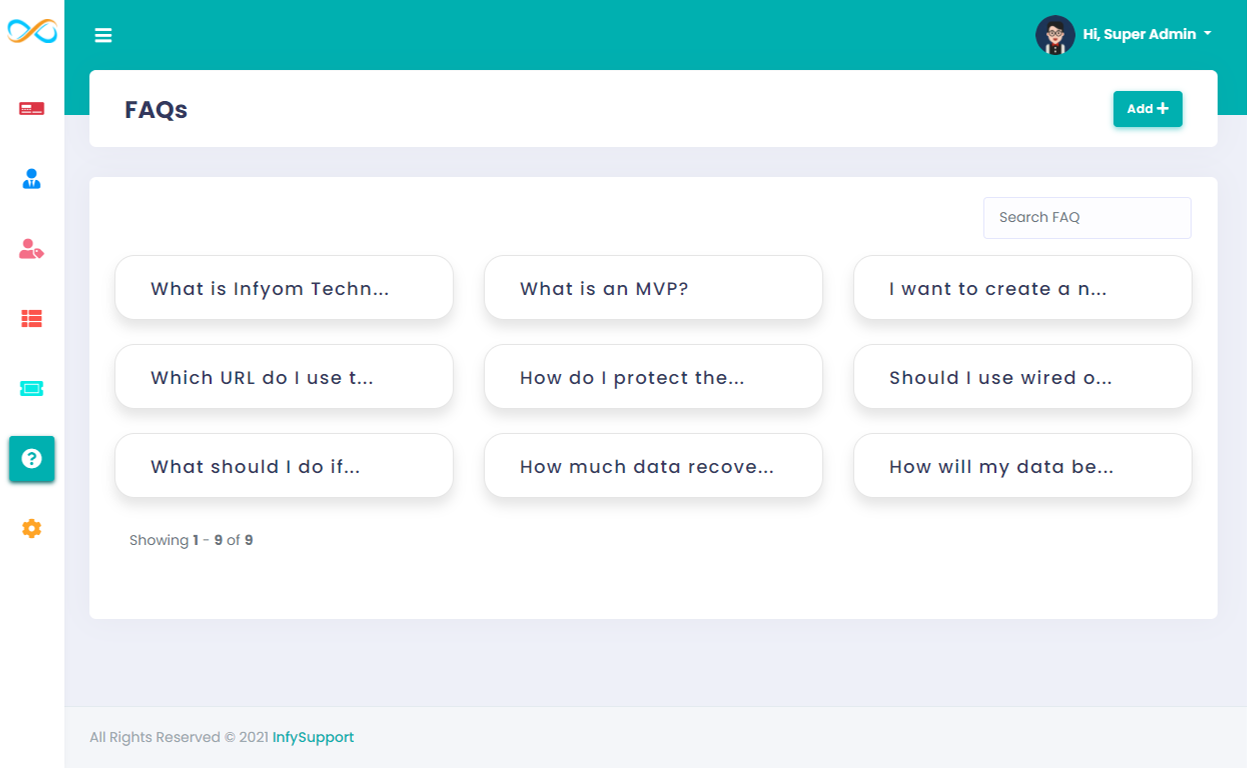 Hi, Super Admin
FAQs
Add
Search FAQ
What is Infyom Techn...
What is an MVP?
I want to create a n...
Which URL do I use t...
How do I protect the...
Should I use wired o...
What should I do if...
How much data recove...
How will my data be...
Showing 1 - 9 of 9
All Rights Reserved © 2021 InfySupport